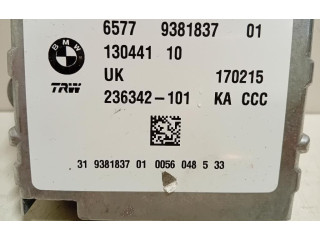 6577 9381837 01
BMW
130441 10
UK 170215
TRW
236342-101 KA CCC
31 9381837 01 0056 048 5 33